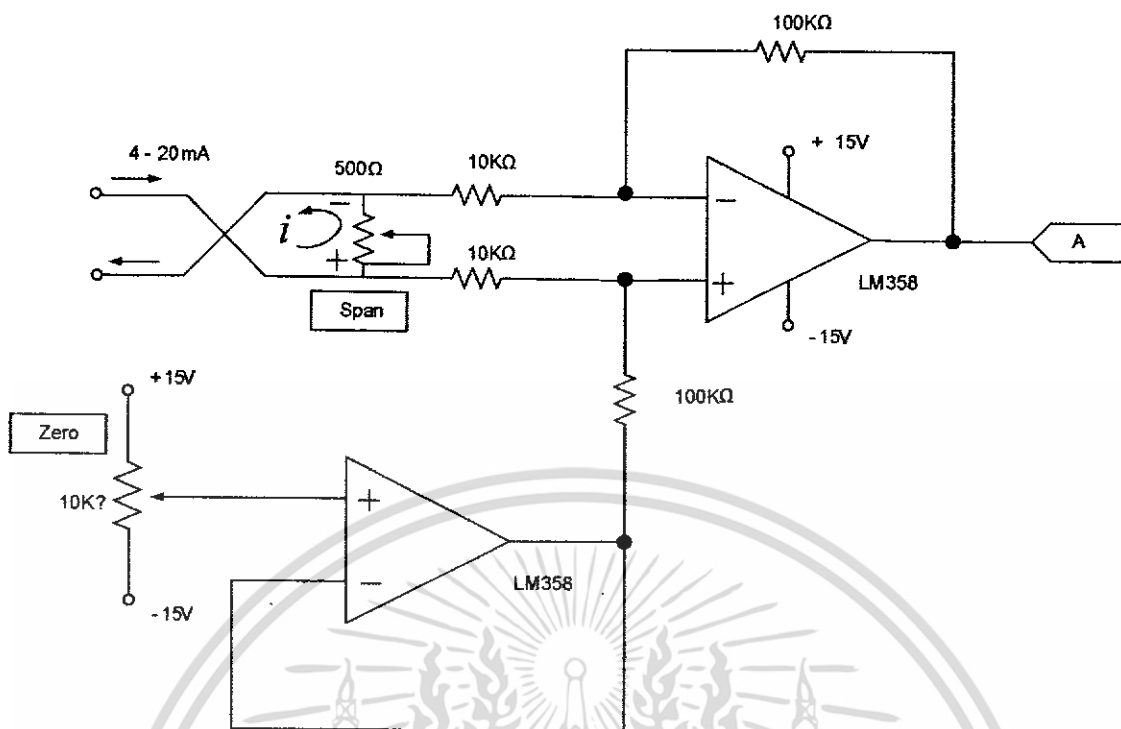 100KΩ
4 - 20mA
500Ω
10KΩ
+ 15V
−
i
+
−
10KΩ
+
A
LM358
Span
- 15V
+ 15V
100KΩ
Zero
10K?
+
−
LM358
- 15V